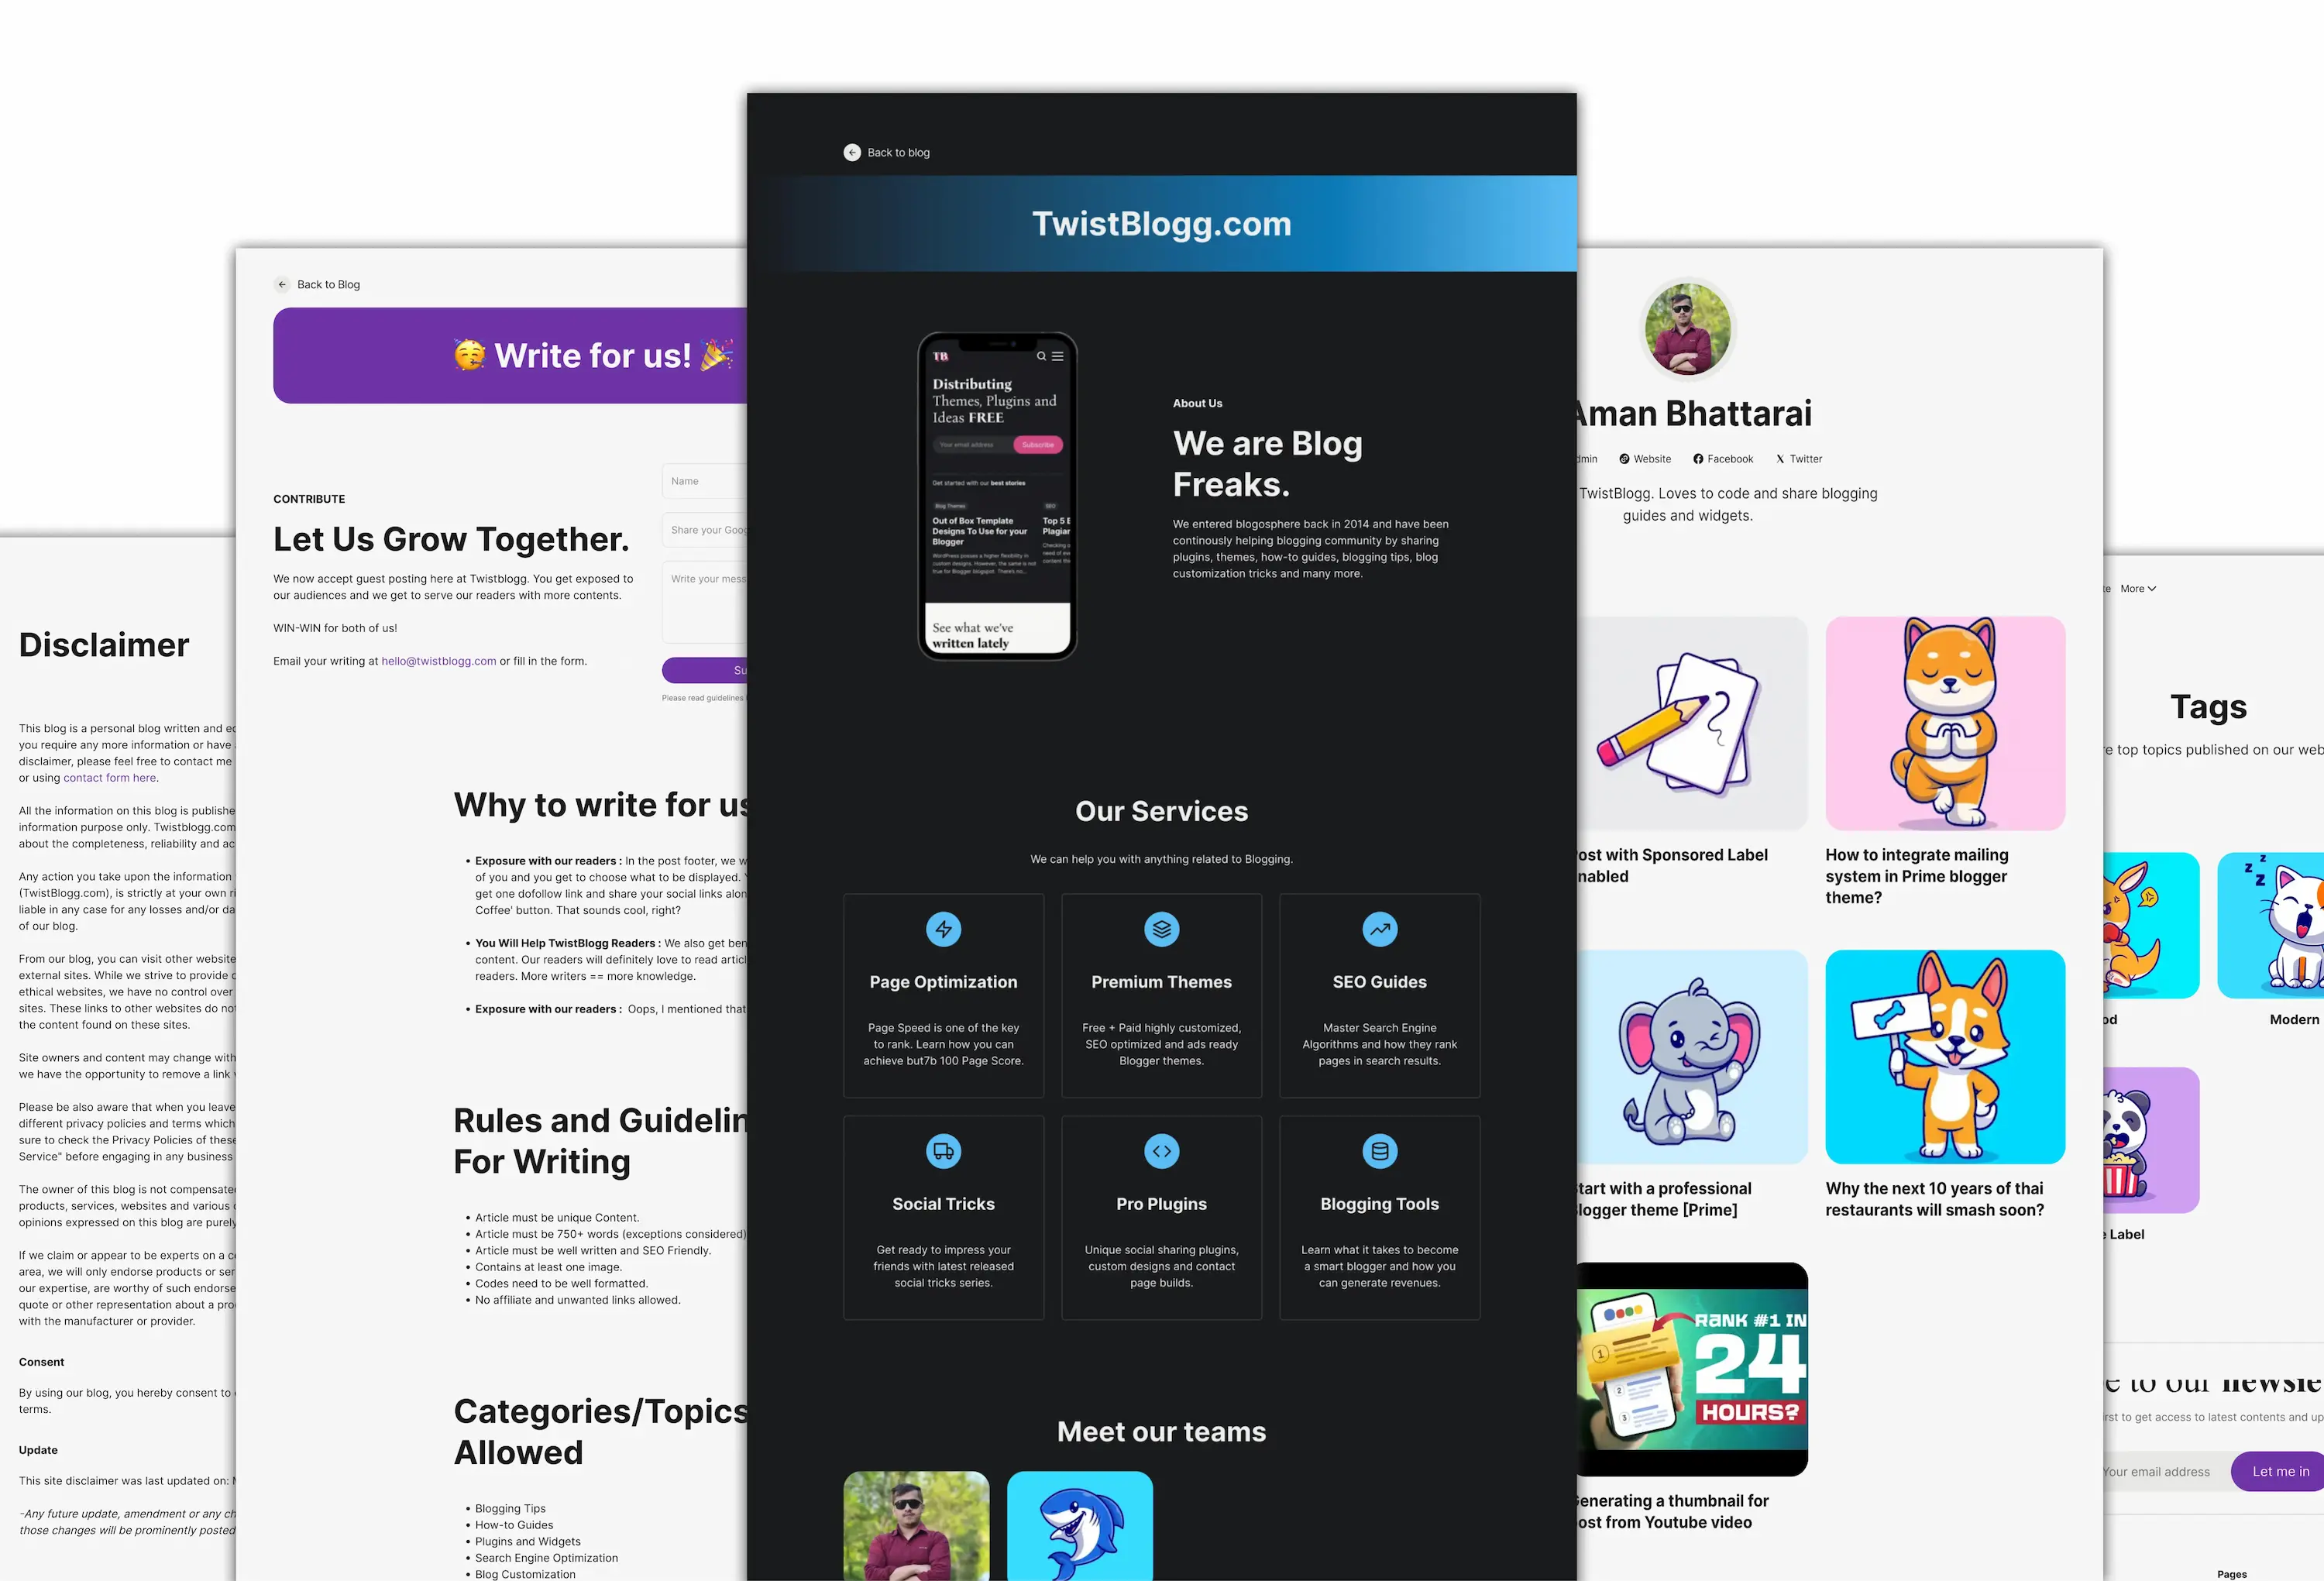 Disclaimer
This blog is a personal blog written and
you require any more information or have
disclaimer, please feel free to contact me
or using contact form here.
All the information on this blog is
information purpose only. Twistblogg.com
about the completeness, reliability and
Any action you take upon the information
(TwistBlogg.com), is strictly at your own
liable in any case for any losses and/or
of our blog.
From our blog, you can visit other
external sites. While we strive to provide
ethical websites, we have no control over
sites. These links to other websites do
the content found on these sites.
Site owners and content may change
we have the opportunity to remove a link
Please be also aware that when you leave
different privacy policies and terms which
sure to check the Privacy Policies of these
Service" before engaging in any business
The owner of this blog is not
products, services, websites and various
opinions expressed on this blog are purely
If we claim or appear to be experts on a
area, we will only endorse products or
our expertise, are worthy of such
quote or other representation about a
with the manufacturer or provider.
Consent
By using our blog, you hereby consent to
terms.
Update
This site disclaimer was last updated on:
-Any future update, amendment or any
those changes will be prominently posted
Back to Blog
🥳 Write for us! 🎉
CONTRIBUTE
Let Us Grow Together.
We now accept guest posting here at Twistblogg. You get exposed to
our audiences and we get to serve our readers with more contents.
WIN-WIN for both of us!
Email your writing at hello@twistblogg.com or fill in the form.
Name
Share your
Write your
Please read guidelines
Why to write for us
• Exposure with our readers : In the post footer, we
of you and you get to choose what to be displayed.
get one dofollow link and share your social links
Coffee' button. That sounds cool, right?
• You Will Help TwistBlogg Readers : We also get
content. Our readers will definitely love to read
readers. More writers == more knowledge.
• Exposure with our readers : Oops, I mentioned that
Rules and
For Writing
• Article must be unique Content.
• Article must be 750+ words (exceptions considered)
• Article must be well written and SEO Friendly.
• Contains at least one image.
• Codes need to be well formatted.
• No affiliate and unwanted links allowed.
Categories/Topics
Allowed
• Blogging Tips
• How-to Guides
• Plugins and Widgets
• Search Engine Optimization
• Blog Customization
Back to blog
TwistBlogg.com
TB
Distributing
Themes, Plugins and
Ideas FREE
Your email address
Subscribe
Get started with our best stories
Blog Themes
Out of Box Template
Designs To Use for your
Blogger
WordPress posses a higher flexibility in
custom designs. However, the same is not
true for Blogger blogspot. There's no...
SEO
Top 5
See what we've
written lately
About Us
We are Blog
Freaks.
We entered blogosphere back in 2014 and have been
continously helping blogging community by sharing
plugins, themes, how-to guides, blogging tips, blog
customization tricks and many more.
Our Services
We can help you with anything related to Blogging.
Page Optimization
Page Speed is one of the key
to rank. Learn how you can
achieve but7b 100 Page Score.
Premium Themes
Free + Paid highly customized,
SEO optimized and ads ready
Blogger themes.
SEO Guides
Master Search Engine
Algorithms and how they rank
pages in search results.
Social Tricks
Get ready to impress your
friends with latest released
social tricks series.
Pro Plugins
Unique social sharing plugins,
custom designs and contact
page builds.
Blogging Tools
Learn what it takes to become
a smart blogger and how you
can generate revenues.
Meet our teams
Aman Bhattarai
Website
Facebook
Twitter
TwistBlogg. Loves to code and share blogging
guides and widgets.
with Sponsored Label
How to integrate mailing
system in Prime blogger
theme?
with a professional
theme [Prime]
Why the next 10 years of thai
restaurants will smash soon?
RANK #1 IN
24
HOURS?
1
2
3
a thumbnail for
from Youtube video
More
Tags
top topics published on our
z
z
z
Modern
Label
to our
to get access to latest contents and
Your email address
Let me in
Pages